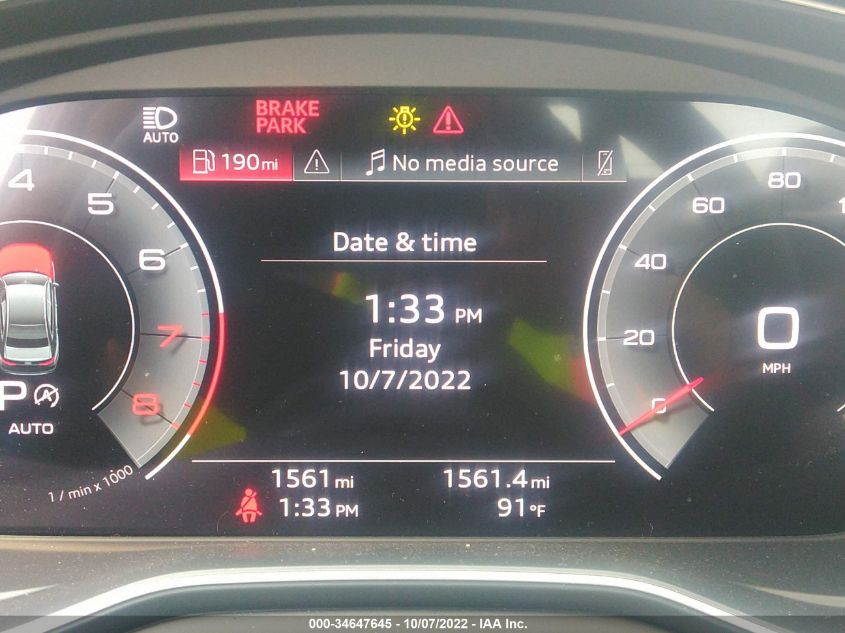 BRAKE
PARK
AUTO
190 mi
No media source
4
5
6
7
8
Date & time
1:33 PM
Friday
10/7/2022
80
60
40
20
0
0
MPH
P
AUTO
1 / min x 1000
1561 mi
1:33 PM
1561.4 mi
91 °F
000-34647645 - 10/07/2022 - IAA Inc.